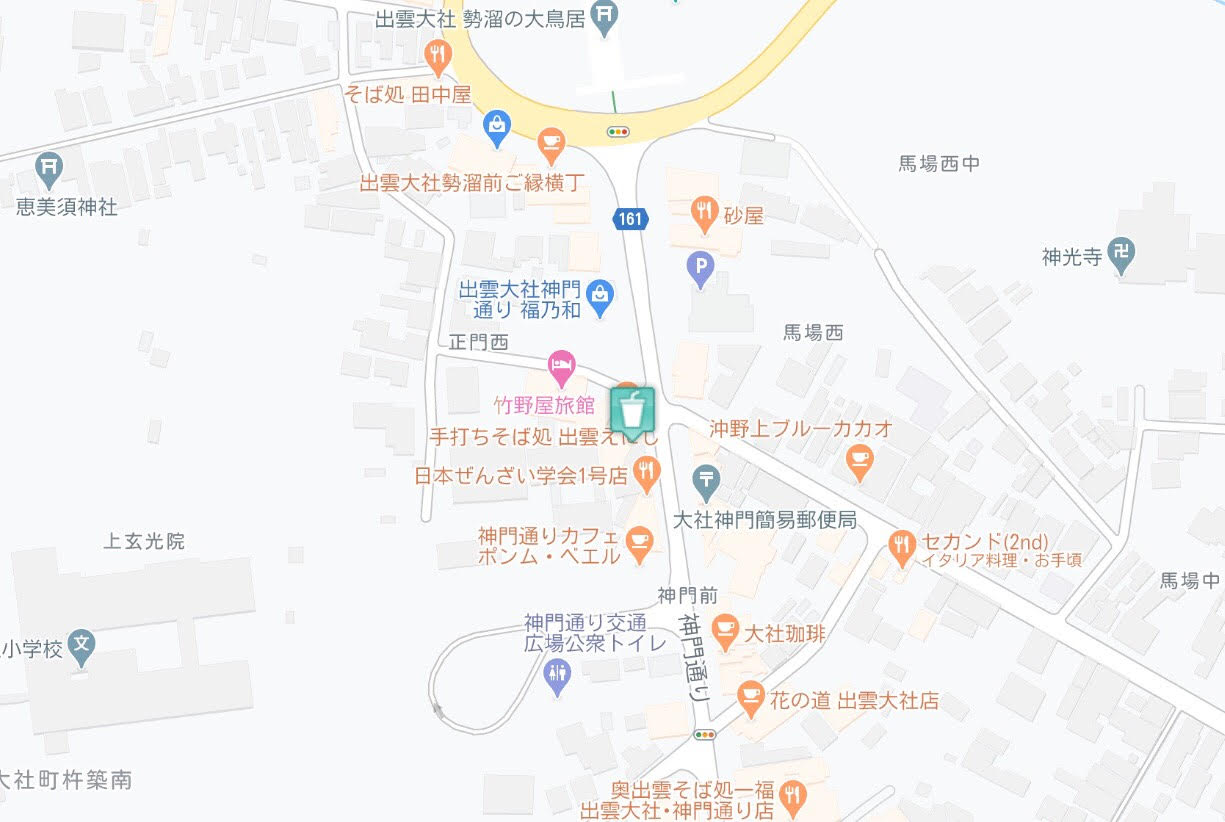 出雲大社 勢溜の大鳥居
そば処 田中屋
出雲大社勢溜前ご縁横丁
恵美須神社
馬場西中
161
砂屋
神光寺
P
出雲大社神門
通り 福乃和
正門西
馬場西
竹野屋旅館
手打ちそば処 出雲えにし
沖野上ブルーカカオ
日本ぜんざい学会1号店
大社神門簡易郵便局
神門通りカフェ
ポンム・ベエル
上玄光院
セカンド(2nd)
イタリア料理・お手頃
馬場中
神門前
神門通り交通
広場公衆トイレ
神門通り
大社珈琲
小学校
文
花の道 出雲大社店
大社町杵築南
奥出雲そば処一福
出雲大社・神門通り店